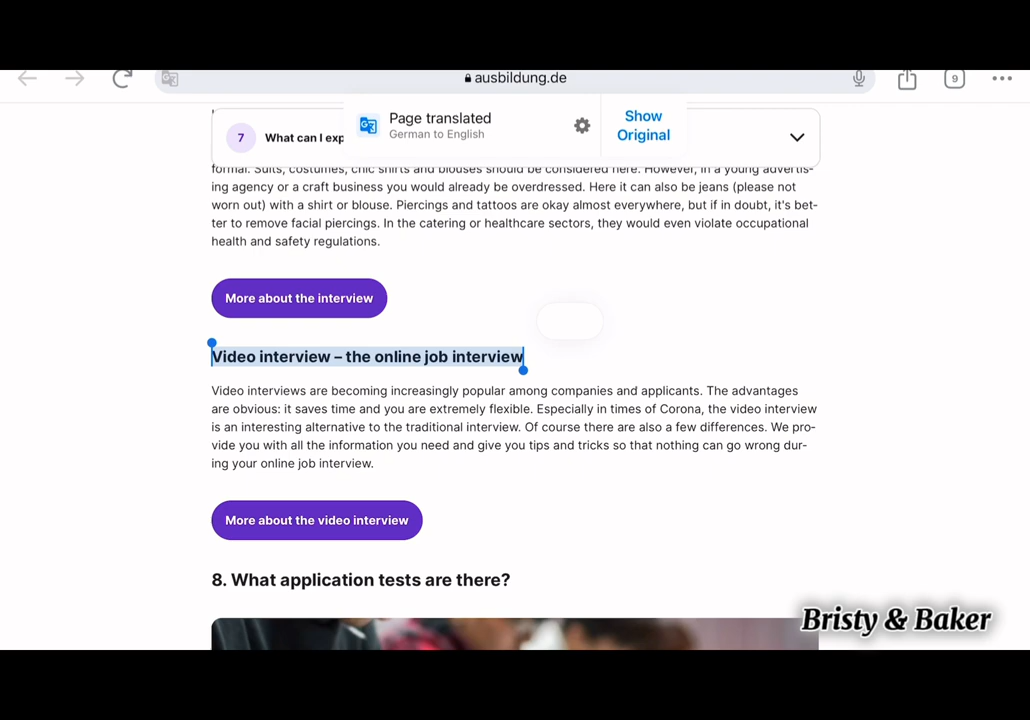 ausbildung.de
9
Page translated
German to English
Show
Original
7
What can I exp
formal. Suits, costumes, chic shirts and blouses should be considered here. However, in a young advertis-
ing agency or a craft business you would already be overdressed. Here it can also be jeans (please not
worn out) with a shirt or blouse. Piercings and tattoos are okay almost everywhere, but if in doubt, it's bet-
ter to remove facial piercings. In the catering or healthcare sectors, they would even violate occupational
health and safety regulations.
More about the interview
Video interview – the online job interview
Video interviews are becoming increasingly popular among companies and applicants. The advantages
are obvious: it saves time and you are extremely flexible. Especially in times of Corona, the video interview
is an interesting alternative to the traditional interview. Of course there are also a few differences. We pro-
vide you with all the information you need and give you tips and tricks so that nothing can go wrong dur-
ing your online job interview.
More about the video interview
8. What application tests are there?
Bristy & Baker